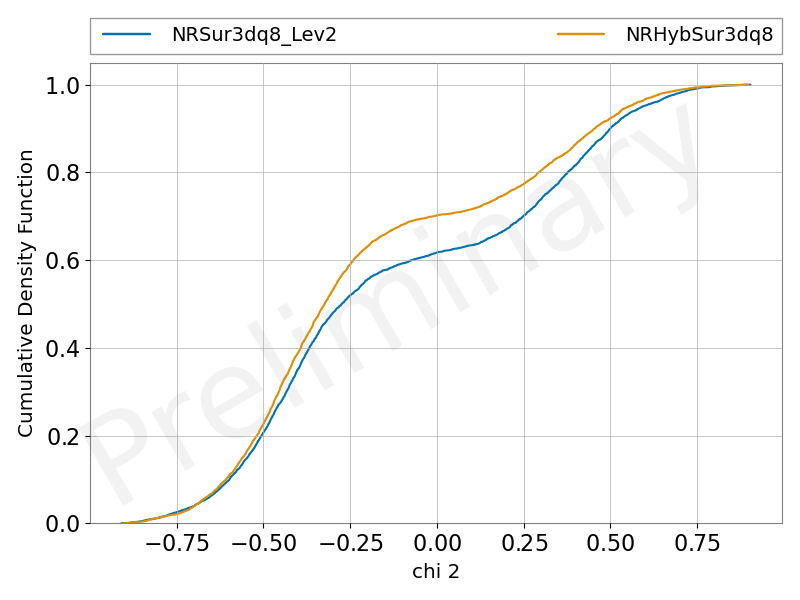 NRSur3dq8_Lev2 NRHybSur3dq8
1.0
0.8
0.6
0.4
0.2
0.0
Cumulative Density Function
Preliminary
−0.75 −0.50 −0.25 0.00 0.25 0.50 0.75
chi 2